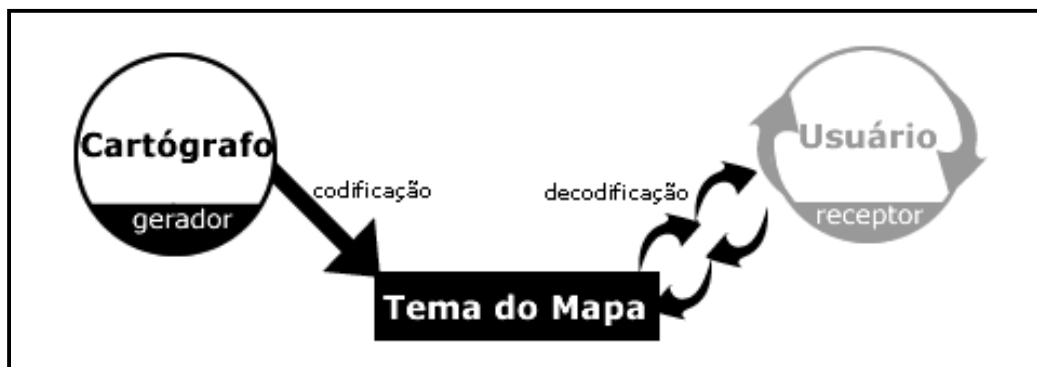 Cartógrafo
gerador
codificação
Tema do Mapa
decodificação
Usuário
receptor